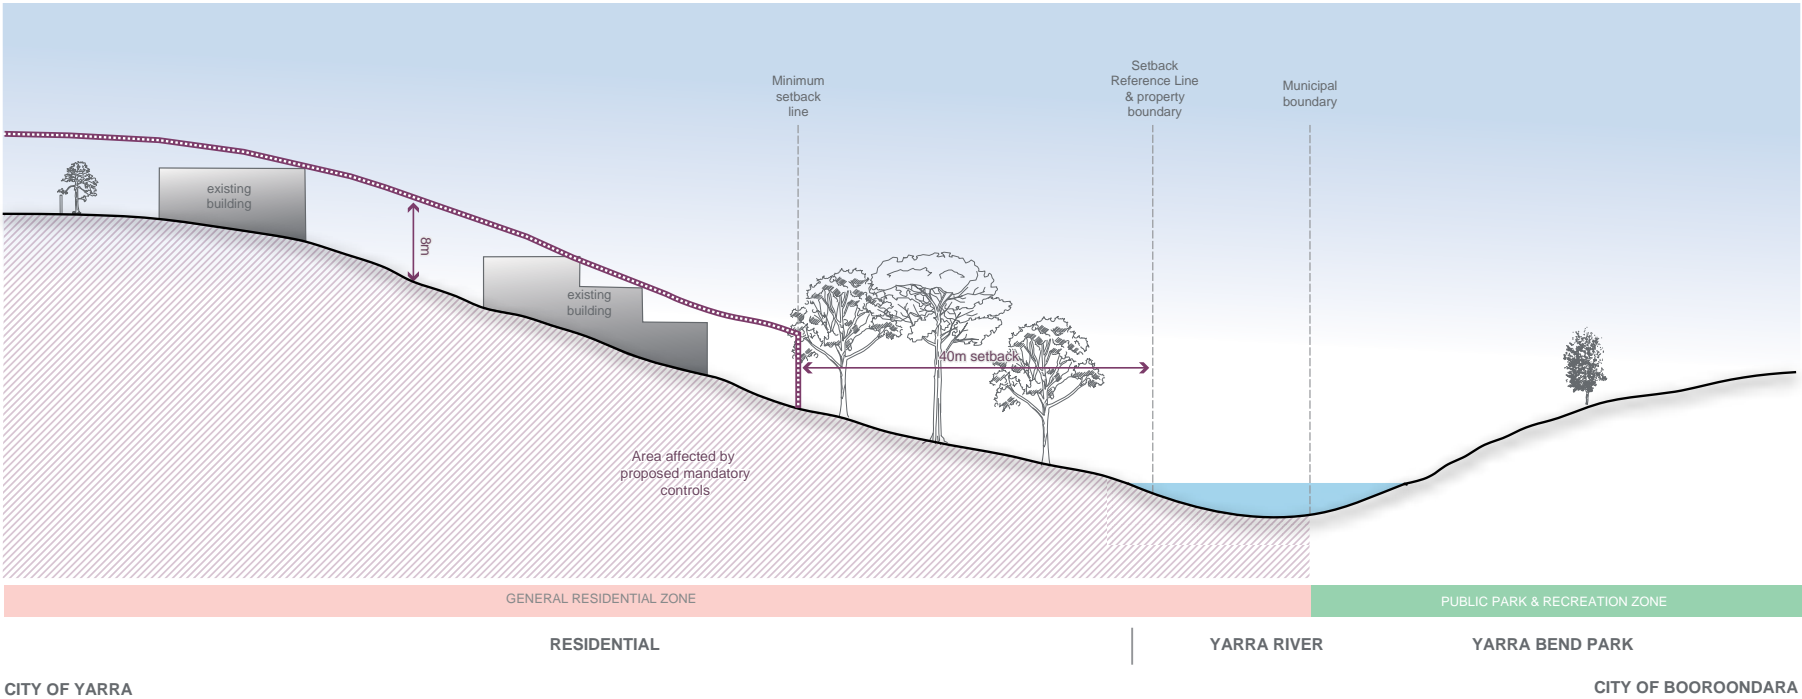 Setback
Reference Line
& property
boundary
Minimum
setback
line
Municipal
boundary
existing
building
8m
existing
building
40m setback
Area affected by
proposed mandatory
controls
GENERAL RESIDENTIAL ZONE
PUBLIC PARK & RECREATION ZONE
RESIDENTIAL
YARRA RIVER
YARRA BEND PARK
CITY OF YARRA
CITY OF BOOROONDARA